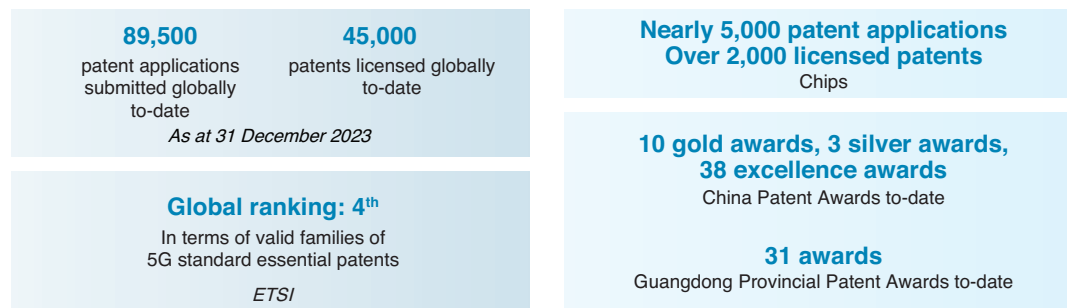 89,500
patent applications
submitted globally
to-date
45,000
patents licensed globally
to-date
As at 31 December 2023
Global ranking: 4th
In terms of valid families of
5G standard essential patents
ETSI
Nearly 5,000 patent applications
Over 2,000 licensed patents
Chips
10 gold awards, 3 silver awards,
38 excellence awards
China Patent Awards to-date
31 awards
Guangdong Provincial Patent Awards to-date